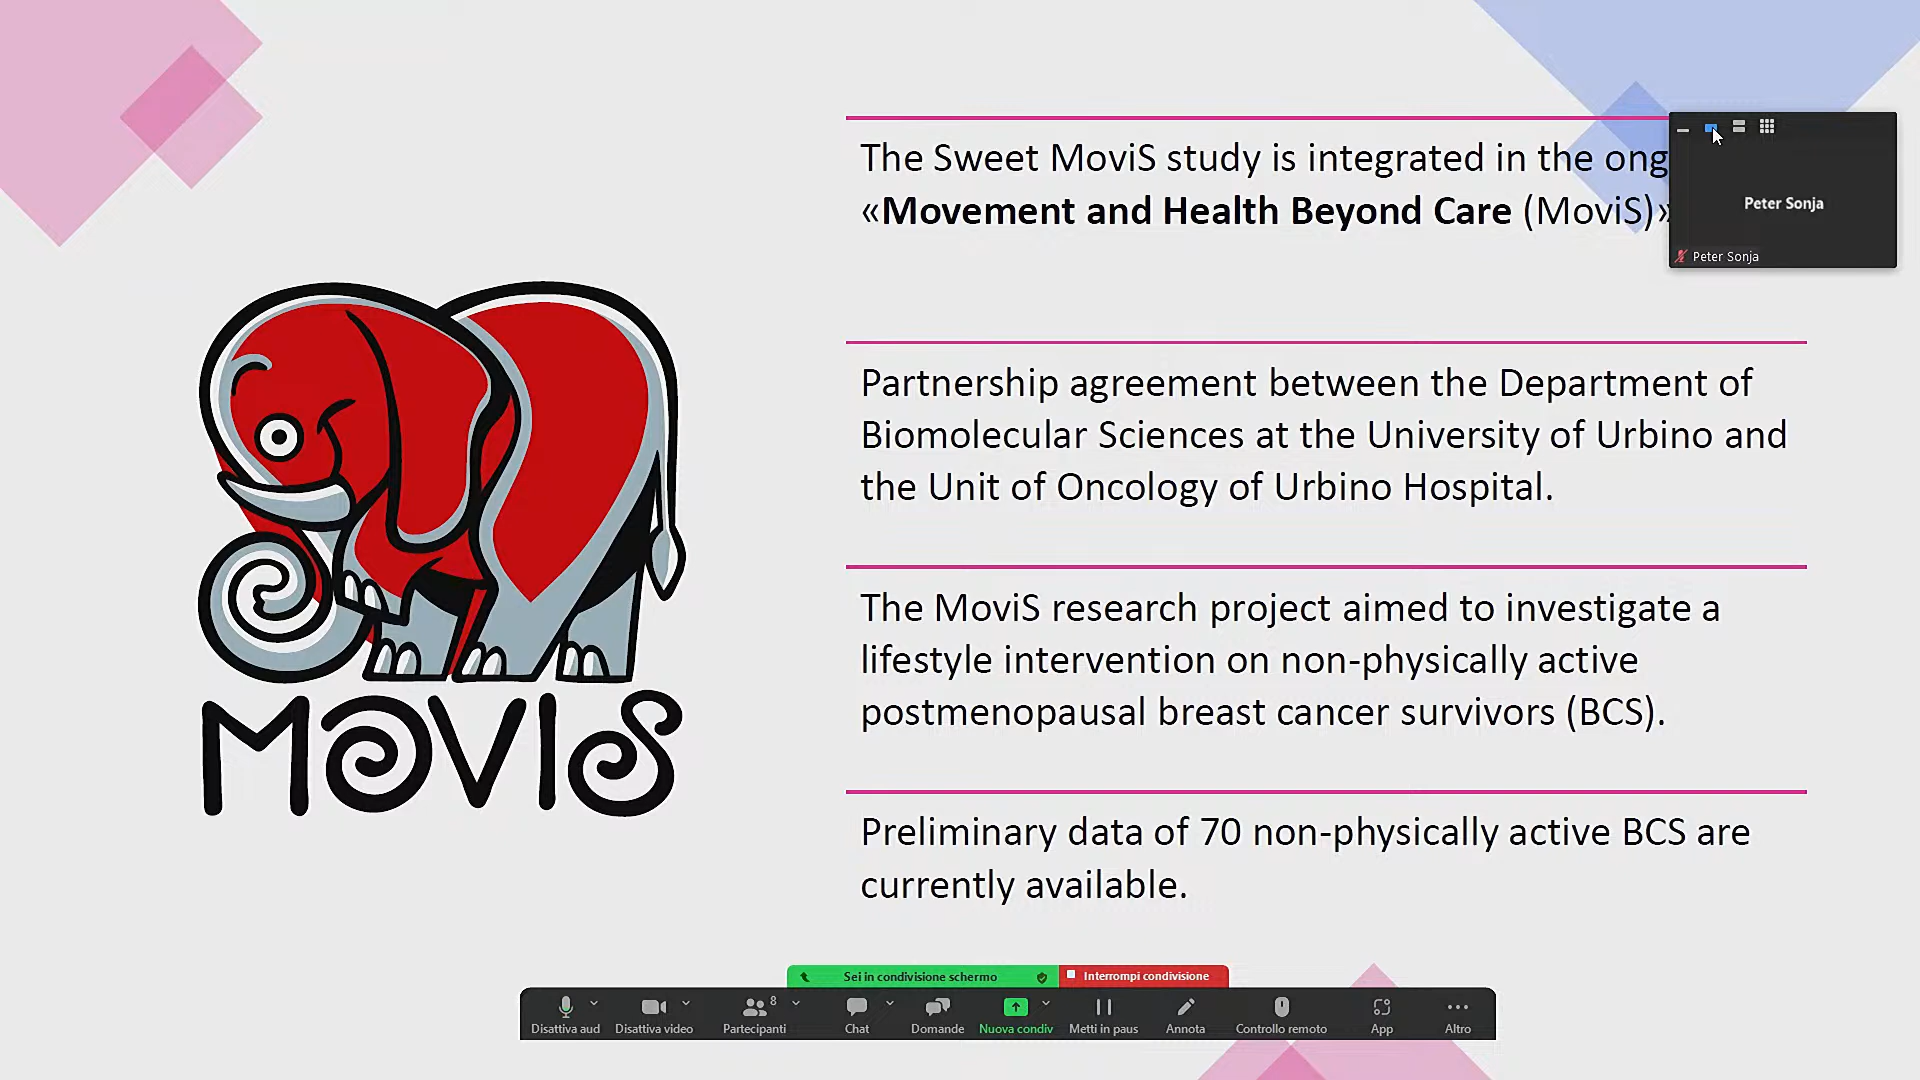 The Sweet MoviS study is integrated in the ong
«Movement and Health Beyond Care (MoviS)»
Peter Sonja
Peter Sonja
Partnership agreement between the Department of
Biomolecular Sciences at the University of Urbino and
the Unit of Oncology of Urbino Hospital.
The MoviS research project aimed to investigate a
lifestyle intervention on non-physically active
postmenopausal breast cancer survivors (BCS).
MOVIS
Preliminary data of 70 non-physically active BCS are
currently available.
Sei in condivisione schermo
Interrompi condivisione
8
Disattiva aud
Disattiva video
Partecipanti
Chat
Domande
Nuova condiv
Metti in paus
Annota
Controllo remoto
App
Altro